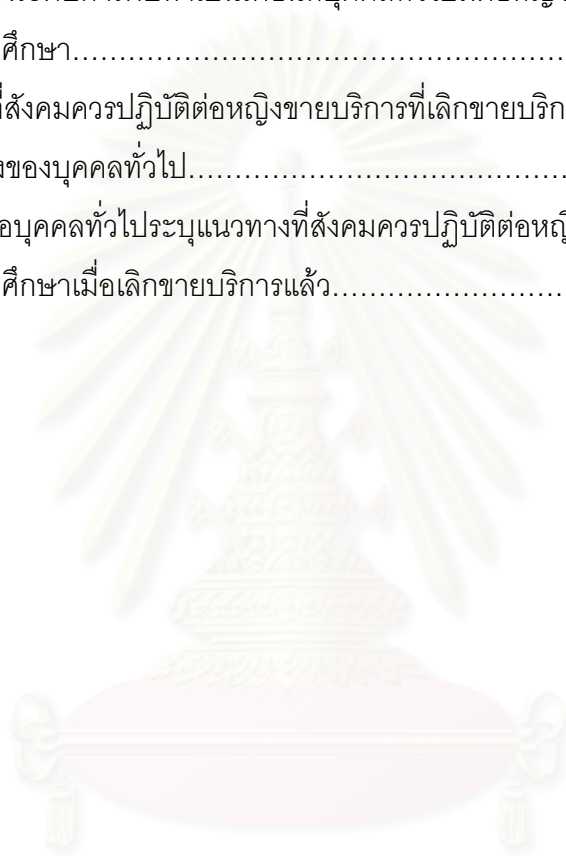 ศึกษา……………………………………………
ที่สังคมควรปฏิบัติต่อหญิงขายบริการที่เลิกขายบริก
ของบุคคลทั่วไป……………………………………
อบุคคลทั่วไประบุแนวทางที่สังคมควรปฏิบัติต่อหญิ
ศึกษาเมื่อเลิกขายบริการแล้ว……………………